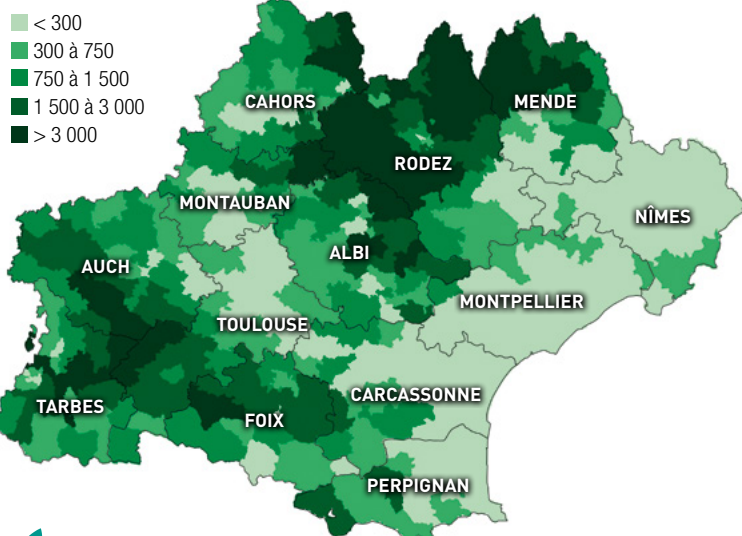 < 300
300 à 750
750 à 1 500
1 500 à 3 000
> 3 000
CAHORS
MENDE
RODEZ
MONTAUBAN
NÎMES
ALBI
AUCH
MONTPELLIER
TOULOUSE
CARCASSONNE
TARBES
FOIX
PERPIGNAN